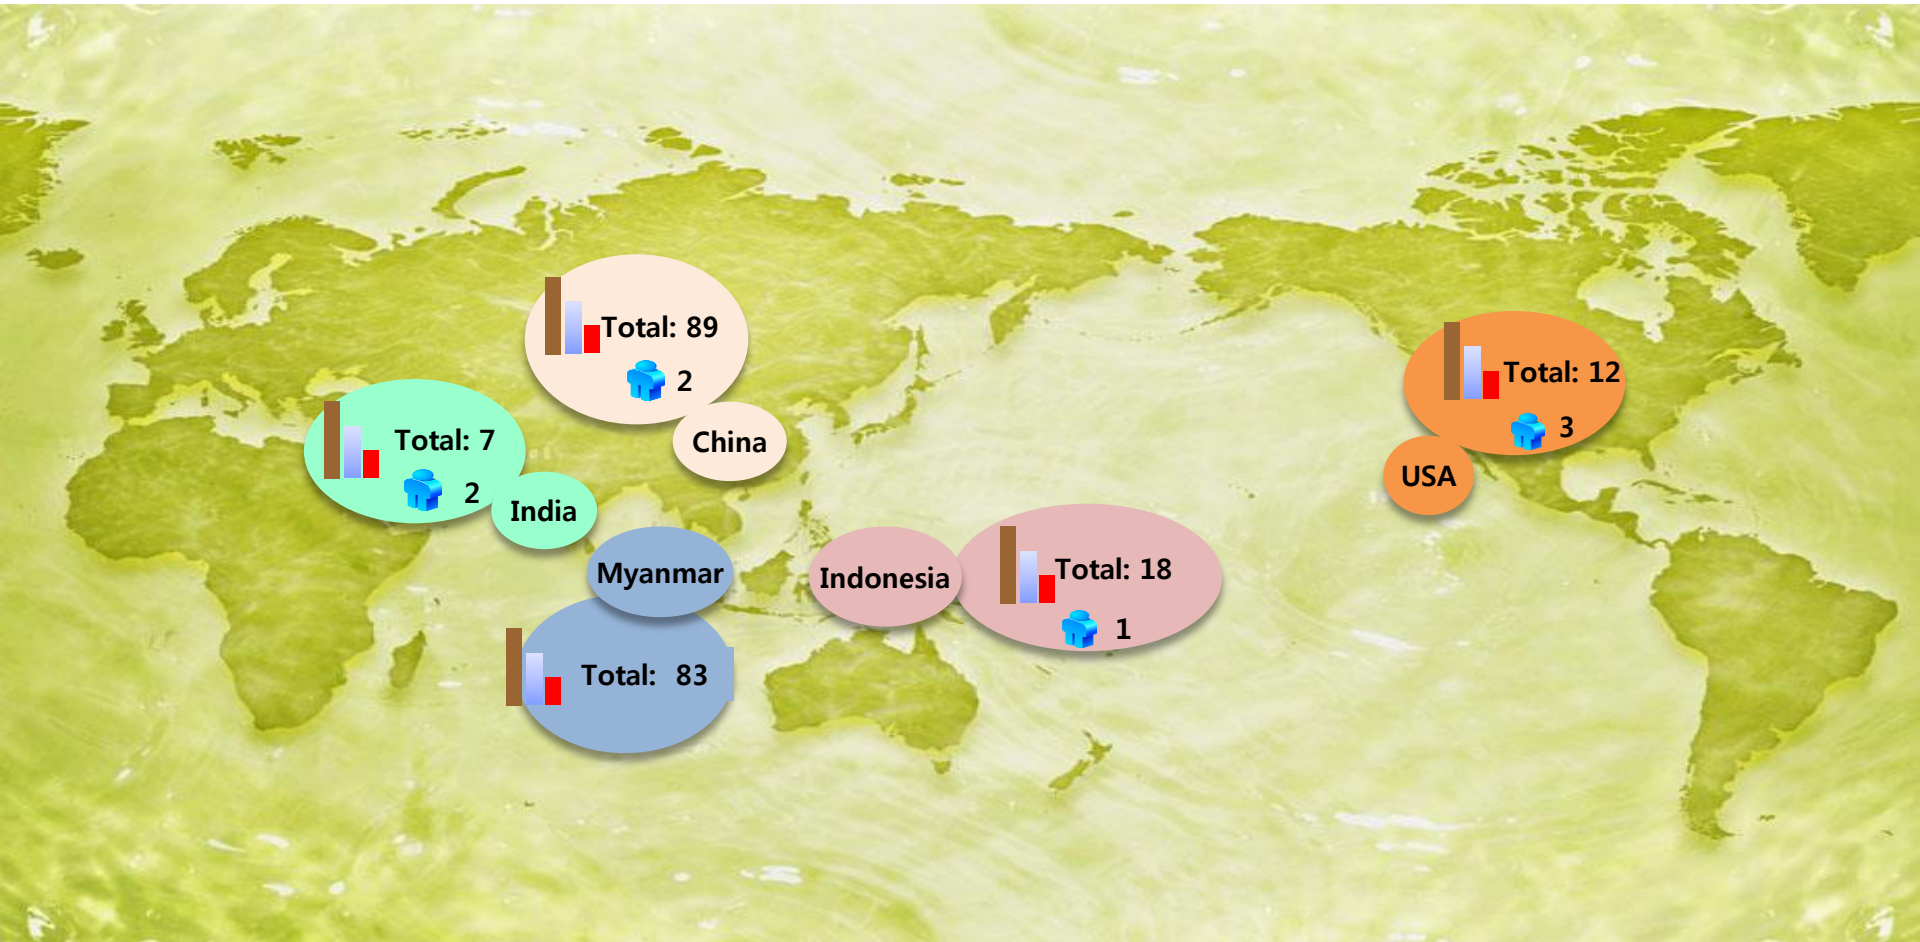 Total: 89
2
China
Total: 12
3
USA
Total: 7
2
India
Myanmar
Total: 83
Indonesia
Total: 18
1